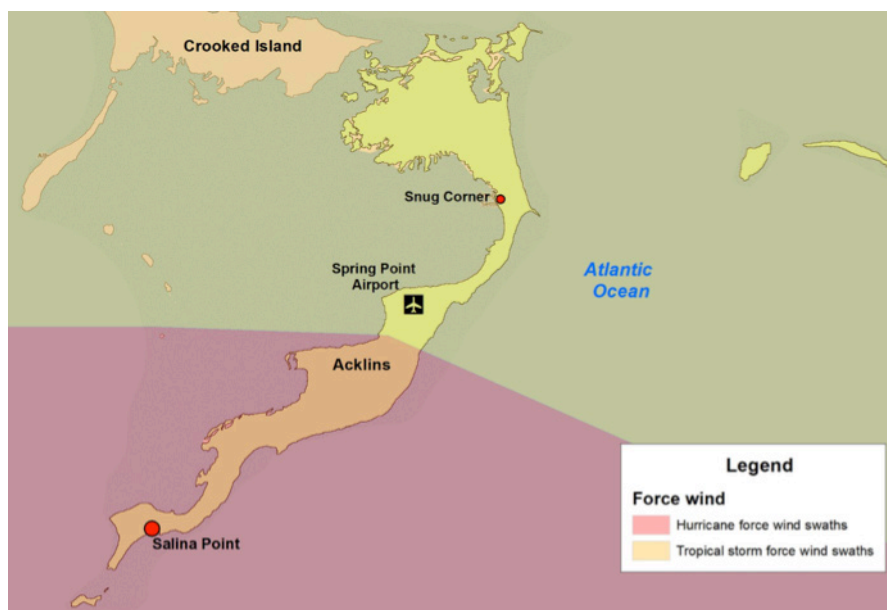 Crooked Island
Snug Corner
Spring Point
Airport
Atlantic
Ocean
Acklins
Salina Point
Legend
Force wind
Hurricane force wind swaths
Tropical storm force wind swaths